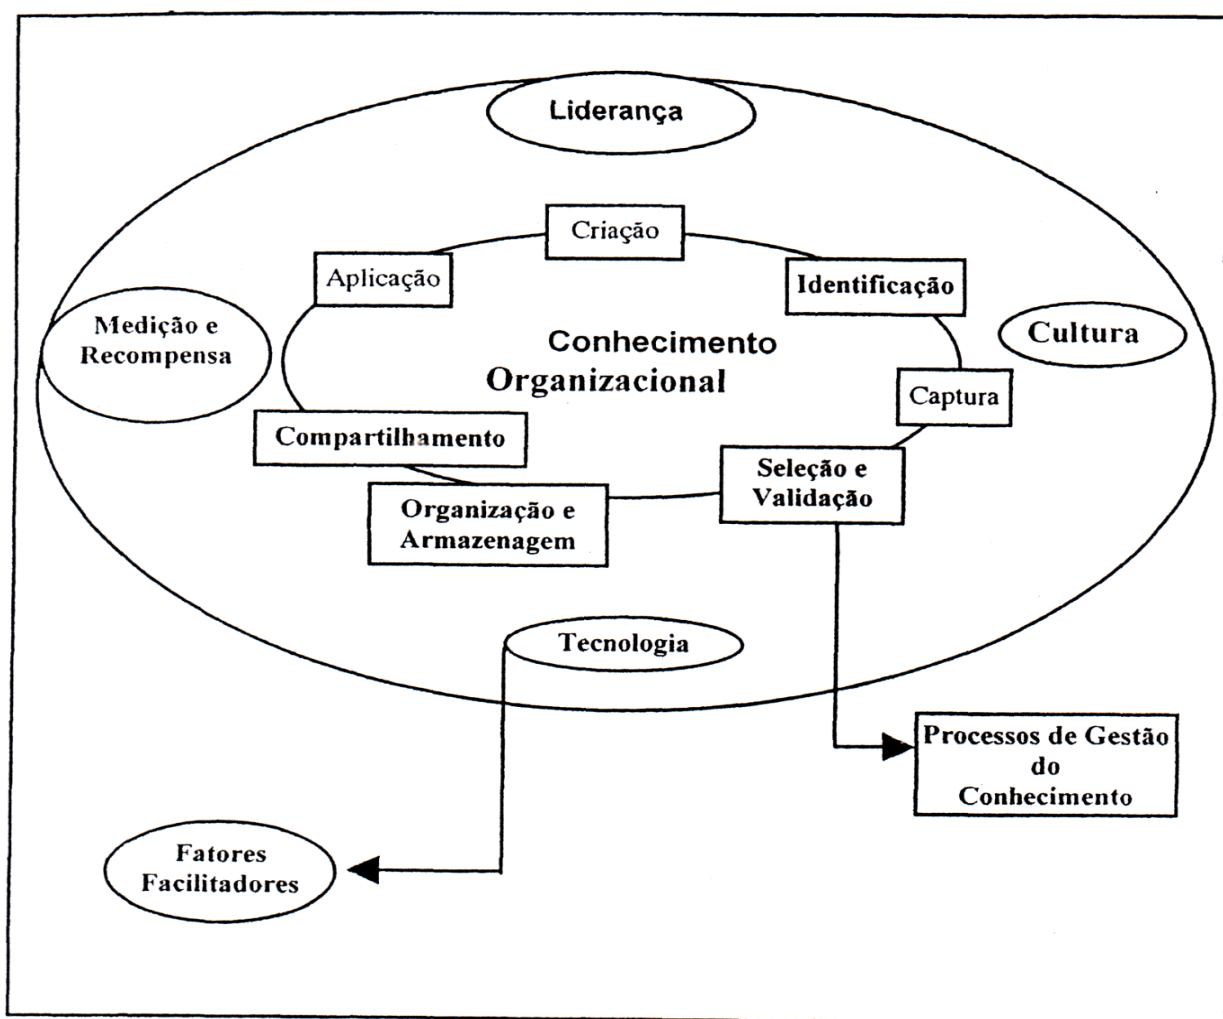 Liderança
Criação
Aplicação
Identificação
Medição e
Recompensa
Cultura
Conhecimento
Organizacional
Captura
Compartilhamento
Seleção e
Validação
Organização e
Armazenagem
Tecnologia
Processos de Gestão
do
Conhecimento
Fatores
Facilitadores